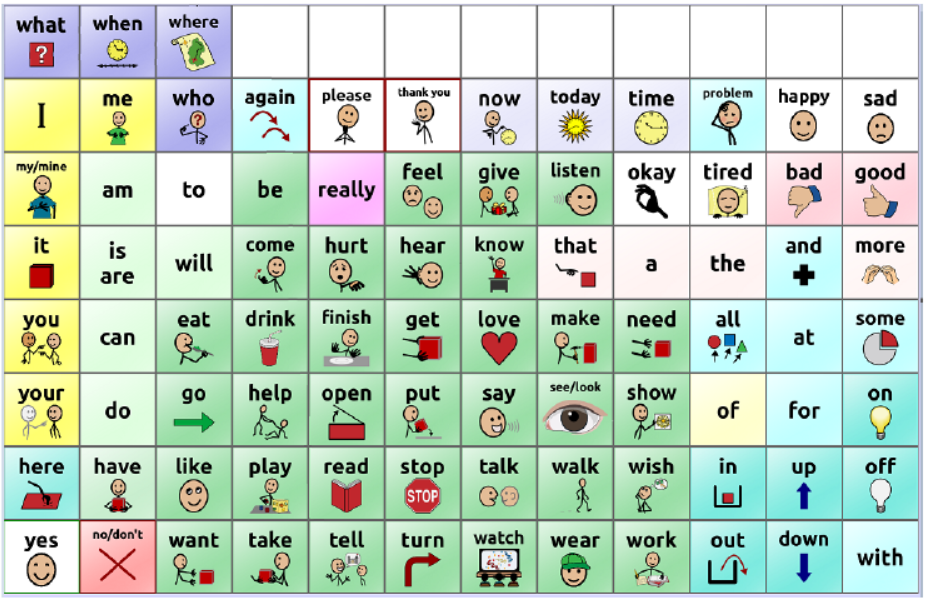 what when where
I me who again please thank you now today time problem happy sad
my/mine am to be really feel give listen okay tired bad good
it is are will come hurt hear know that a the and more
you can eat drink finish get love make need all at some
your do go help open put say see/look show of for on
here have like play read stop talk walk wish in up off
STOP
yes no/don't want take tell turn watch wear work out down with